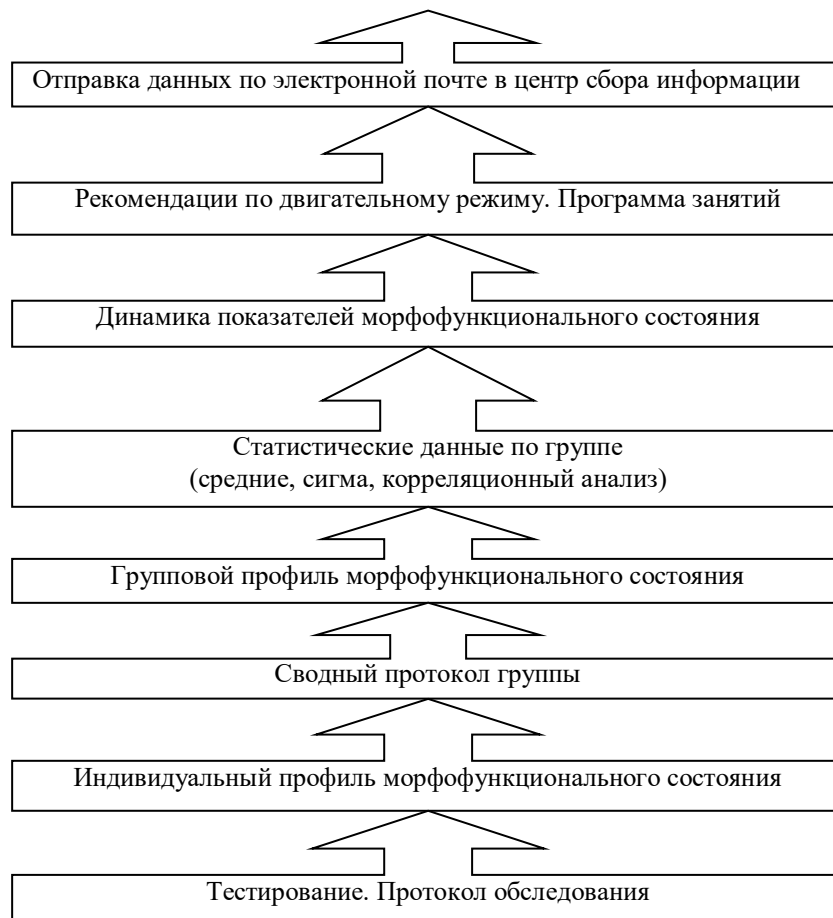 Отправка данных по электронной почте в центр сбора информации
Рекомендации по двигательному режиму. Программа занятий
Динамика показателей морфофункционального состояния
Статистические данные по группе
(средние, сигма, корреляционный анализ)
Групповой профиль морфофункционального состояния
Сводный протокол группы
Индивидуальный профиль морфофункционального состояния
Тестирование. Протокол обследования